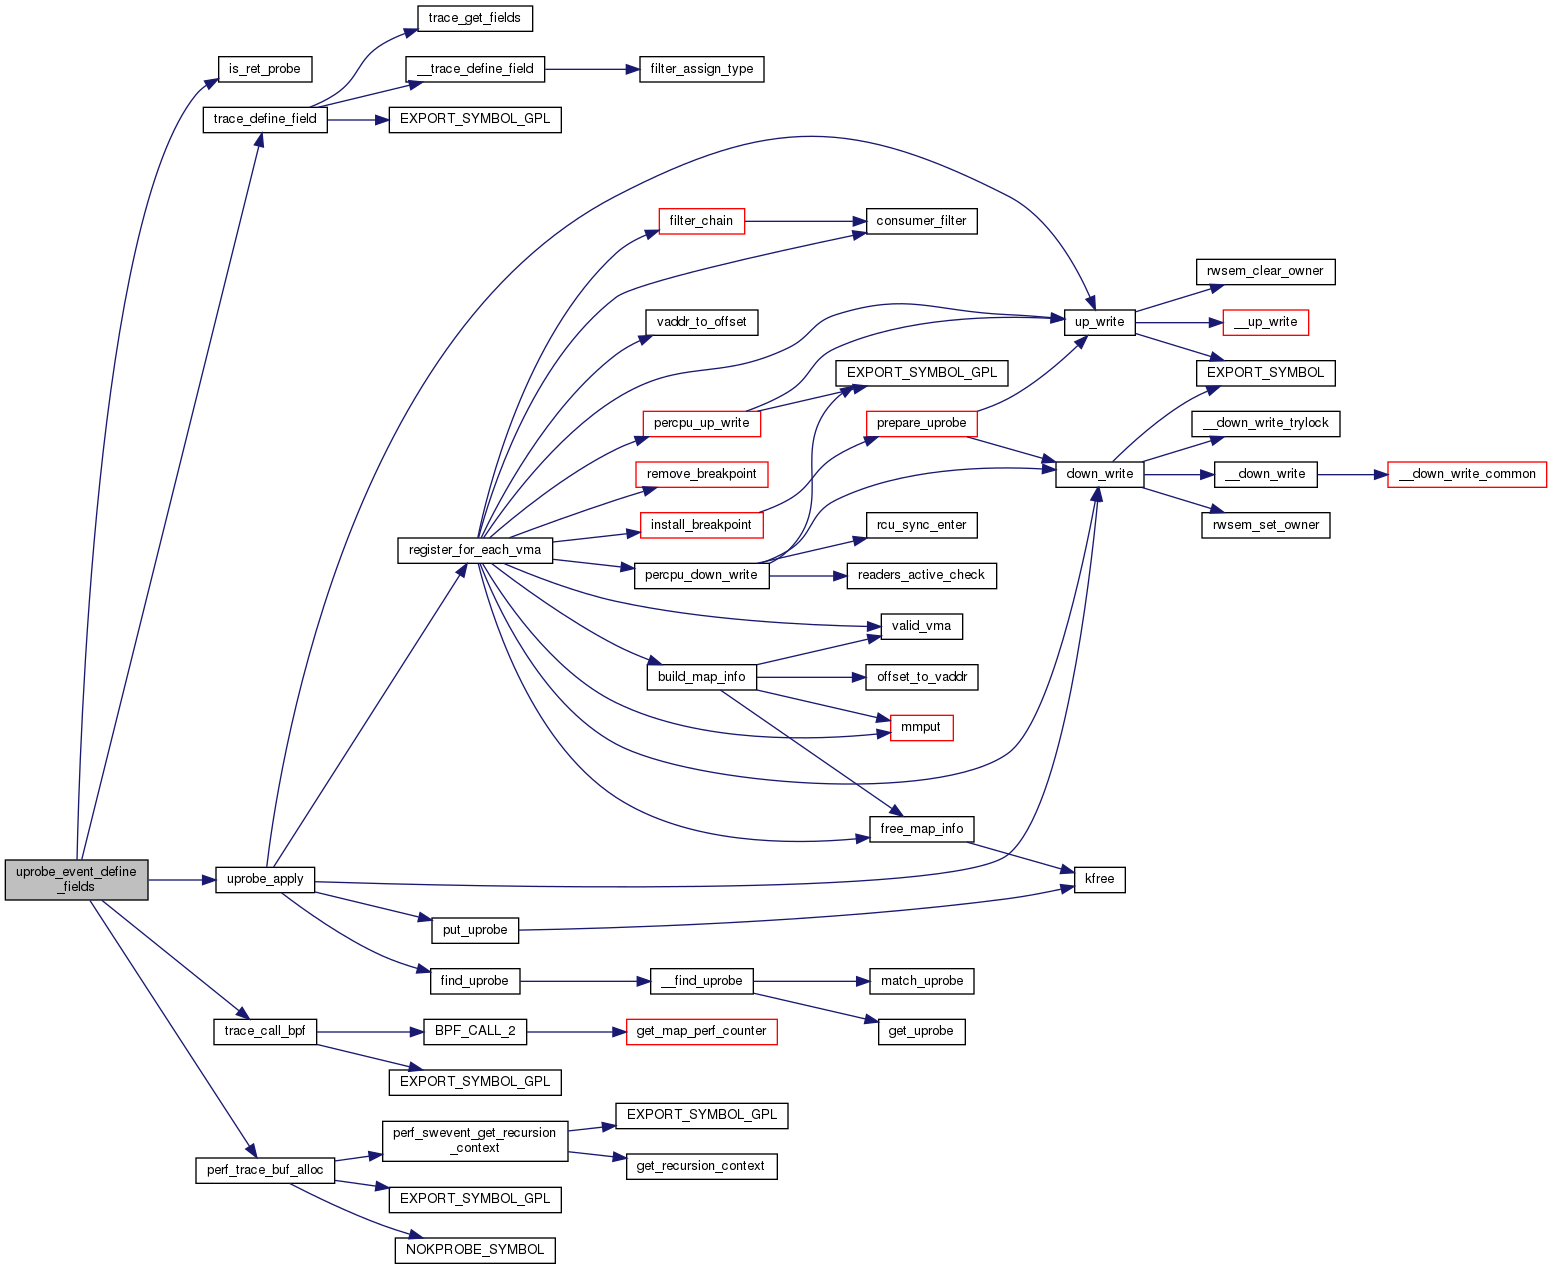 trace_get_fields
is_ret_probe
__trace_define_field
filter_assign_type
trace_define_field
EXPORT_SYMBOL_GPL
filter_chain
consumer_filter
rwsem_clear_owner
vaddr_to_offset
up_write
__up_write
EXPORT_SYMBOL_GPL
EXPORT_SYMBOL
percpu_up_write
prepare_uprobe
__down_write_trylock
remove_breakpoint
down_write
__down_write
__down_write_common
install_breakpoint
rcu_sync_enter
rwsem_set_owner
register_for_each_vma
percpu_down_write
readers_active_check
valid_vma
build_map_info
offset_to_vaddr
mmput
free_map_info
uprobe_event_define
_fields
uprobe_apply
kfree
put_uprobe
find_uprobe
__find_uprobe
match_uprobe
trace_call_bpf
BPF_CALL_2
get_map_perf_counter
get_uprobe
EXPORT_SYMBOL_GPL
perf_swevent_get_recursion
_context
EXPORT_SYMBOL_GPL
perf_trace_buf_alloc
get_recursion_context
EXPORT_SYMBOL_GPL
NOKPROBE_SYMBOL